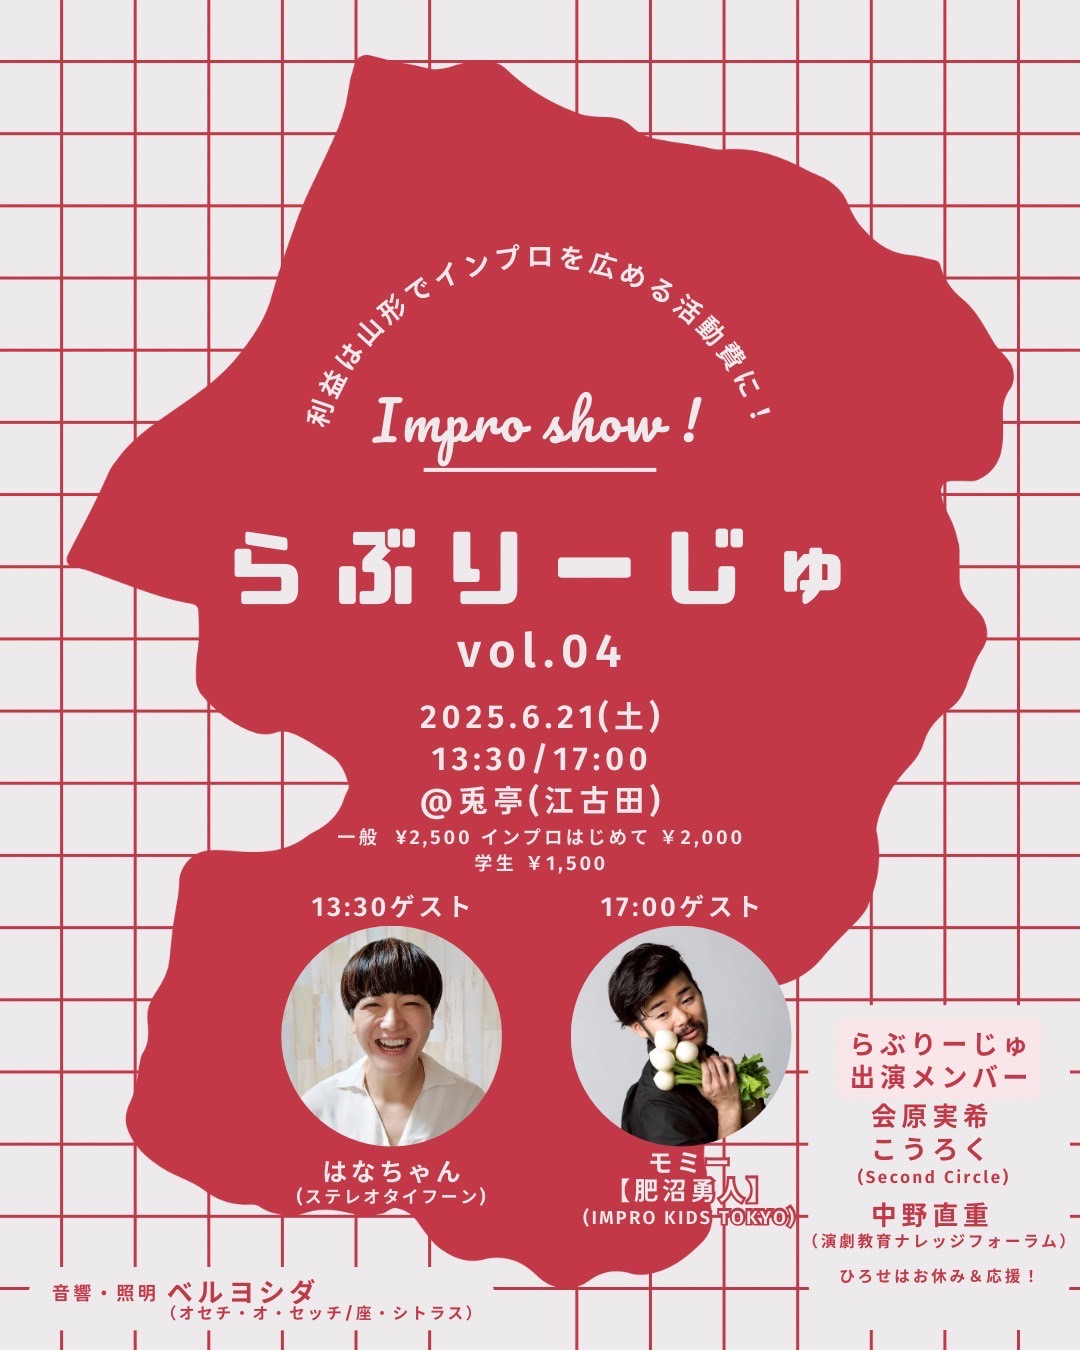 利益は山形でインプロを広める活動費に！
Impro show !
らぶりーじゅ
vol.04
2025.6.21(土)
13:30/17:00
@兎亭(江古田)
一般 ¥2,500 インプロはじめて ￥2,000
学生 ￥1,500
13:30ゲスト
はなちゃん
(ステレオタイフーン)
17:00ゲスト
モミー
【肥沼勇人】
(IMPRO KIDS TOKYO)
らぶりーじゅ
出演メンバー
会原実希
こうろく
(Second Circle)
中野直重
(演劇教育ナレッジフォーラム)
ひろせはお休み＆応援！
音響・照明 ベルヨシダ
(オセチ・オ・セッチ/座・シトラス)